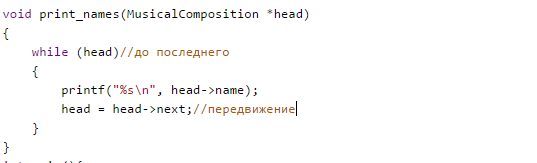 void print_names(MusicalComposition *head)
{
    while (head)//до последнего
    {
        printf("%s\n", head->name);
        head = head->next;//передвижение
    }
}